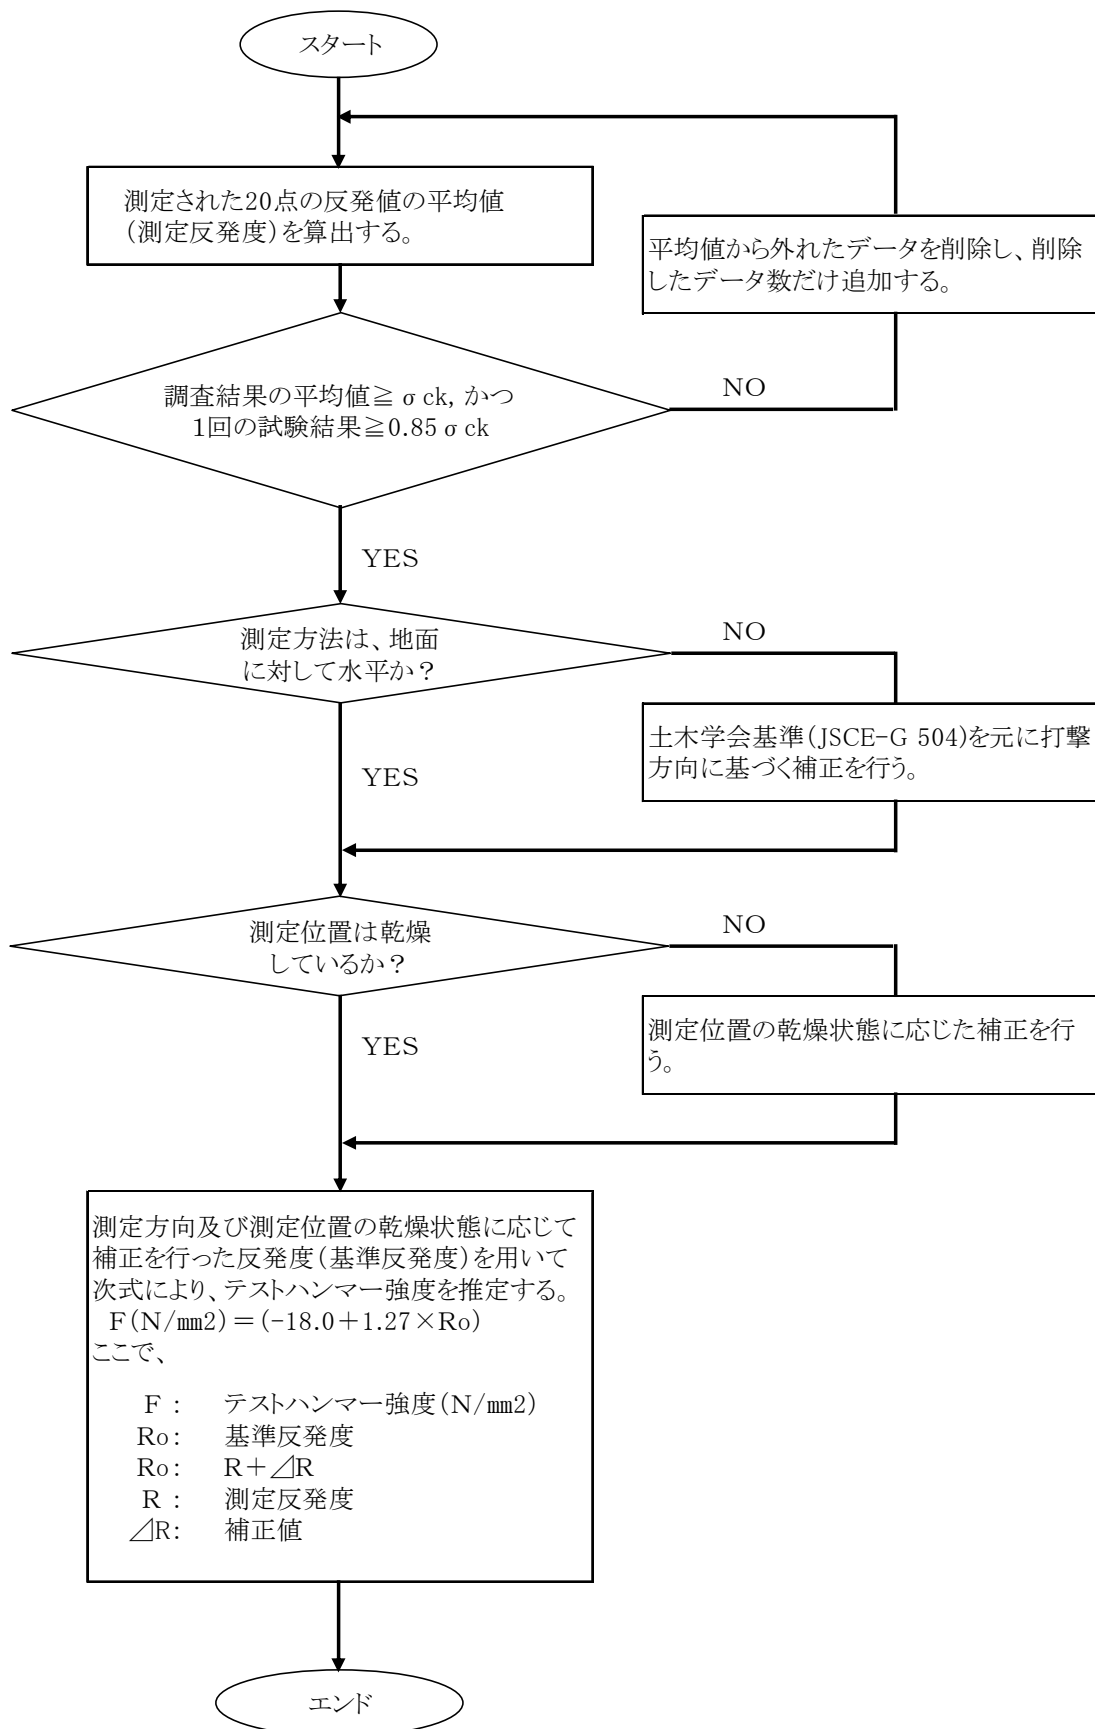 スタート
測定された20点の反発値の平均値
(測定反発度)を算出する。
平均値から外れたデータを削除し、削除
したデータ数だけ追加する。
調査結果の平均値≧σck, かつ
1回の試験結果≧0.85σck
NO
YES
測定方法は、地面
に対して水平か?
NO
土木学会基準(JSCE-G 504)を元に打撃
方向に基づく補正を行う。
YES
測定位置は乾燥
しているか?
NO
測定位置の乾燥状態に応じた補正を行
う。
YES
測定方向及び測定位置の乾燥状態に応じて
補正を行った反発度(基準反発度)を用いて
次式により、テストハンマー強度を推定する。
F(N/㎜2)=(-18.0+1.27×Ro)
ここで、
F : テストハンマー強度(N/㎜2)
Ro: 基準反発度
Ro: R+⊿R
R : 測定反発度
⊿R: 補正値
エンド